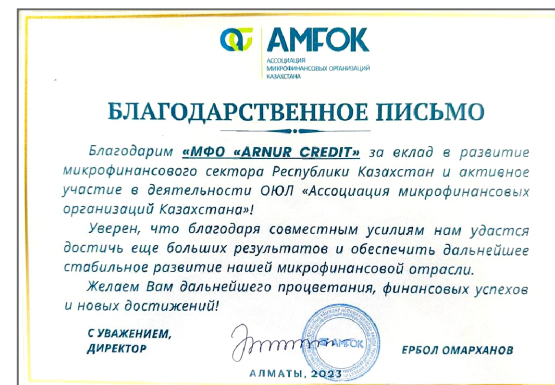 АМФОК
АССОЦИАЦИЯ
МИКРОФИНАНСОВЫХ ОРГАНИЗАЦИЙ
КАЗАХСТАНА
БЛАГОДАРСТВЕННОЕ ПИСЬМО
Благодарим «МФО «ARNUR CREDIT» за вклад в развитие
микрофинансового сектора Республики Казахстан и активное
участие в деятельности ОЮЛ «Ассоциация микрофинансовых
организаций Казахстана»!
Уверен, что благодаря совместным усилиям нам удастся
достичь еще больших результатов и обеспечить дальнейшее
стабильное развитие нашей микрофинансовой отрасли.
Желаем Вам дальнейшего процветания, финансовых успехов
и новых достижений!
С УВАЖЕНИЕМ,
ДИРЕКТОР
АМФОК
ЕРБОЛ ОМАРХАНОВ
АЛМАТЫ, 2023